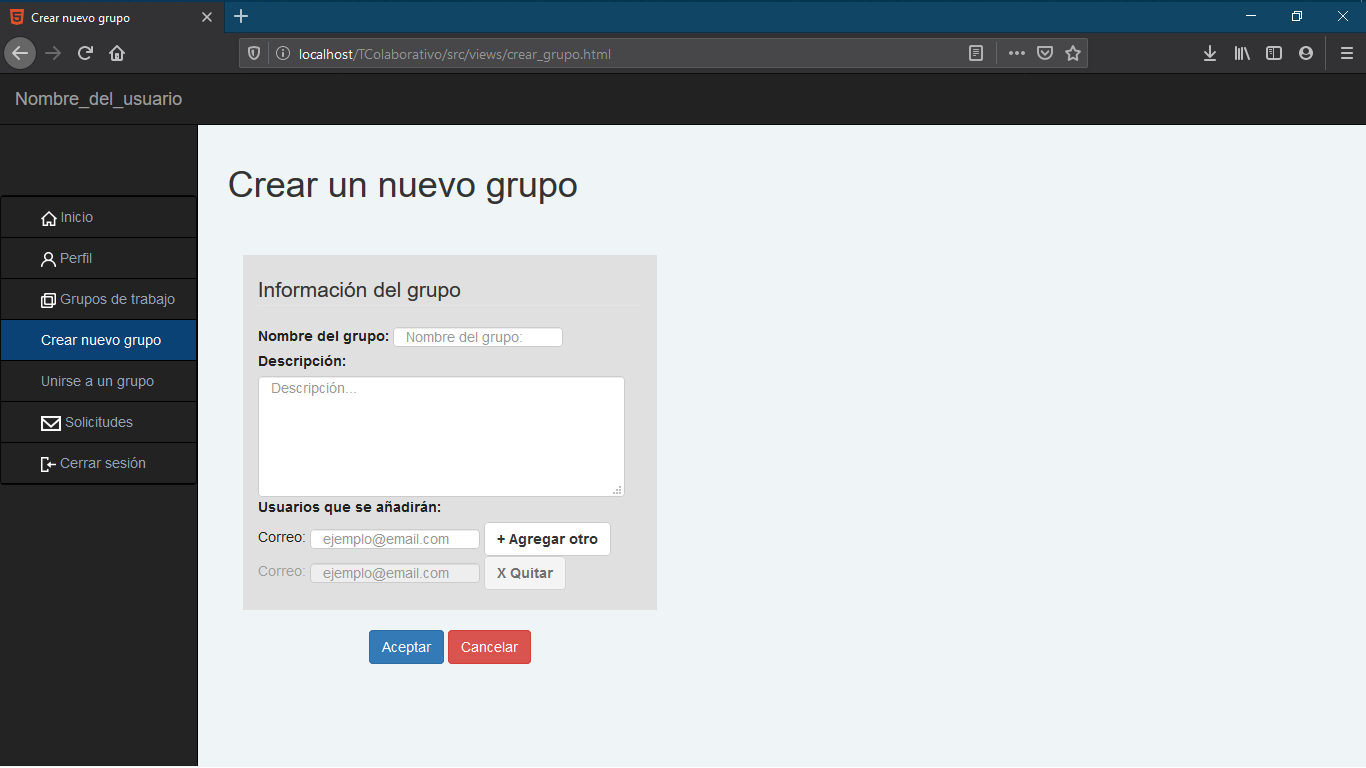 Crear nuevo grupo
localhost/TColaborativo/src/views/crear_grupo.html
Nombre_del_usuario
Inicio
Perfil
Grupos de trabajo
Crear nuevo grupo
Unirse a un grupo
Solicitudes
Cerrar sesión
Crear un nuevo grupo
Información del grupo
Nombre del grupo: Nombre del grupo:
Descripción:
Descripción...
Usuarios que se añadirán:
Correo: ejemplo@email.com + Agregar otro
Correo: ejemplo@email.com X Quitar
Aceptar Cancelar